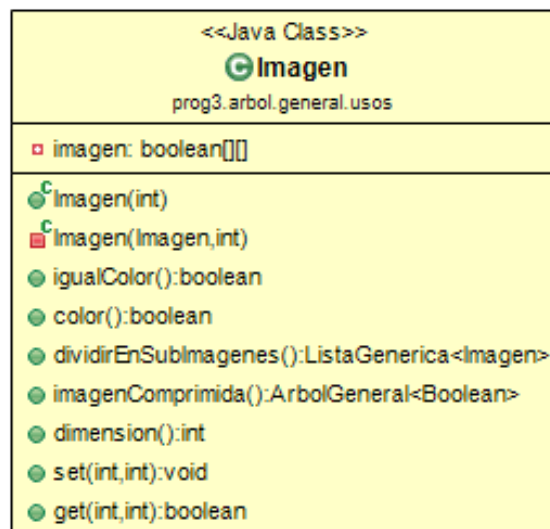 <<Java Class>>
C Imagen
prog3.arbol.general.usos
imagen: boolean[][]
C Imagen(int)
C Imagen(Imagen,int)
igualColor():boolean
color():boolean
dividirEnSubImagenes():ListaGenerica<Imagen>
imagenComprimida():ArbolGeneral<Boolean>
dimension():int
set(int,int):void
get(int,int):boolean